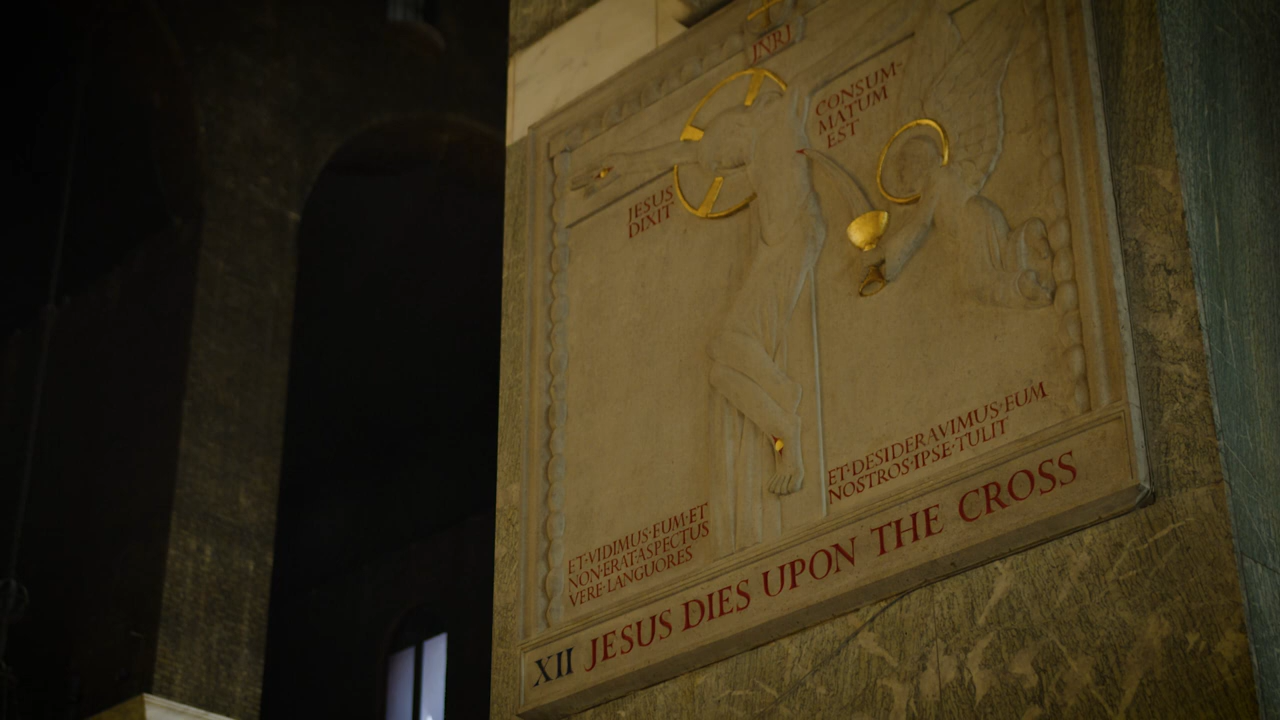 INRI
CONSUM-
MATUM
EST
JESUS
DIXIT
ET·VIDIMUS·EUM·ET
NON·ERAT·ASPECTUS
VERE·LANGUORES
ET·DESIDERAVIMUS·EUM
NOSTROS·IPSE·TULIT
XII JESUS DIES UPON THE CROSS